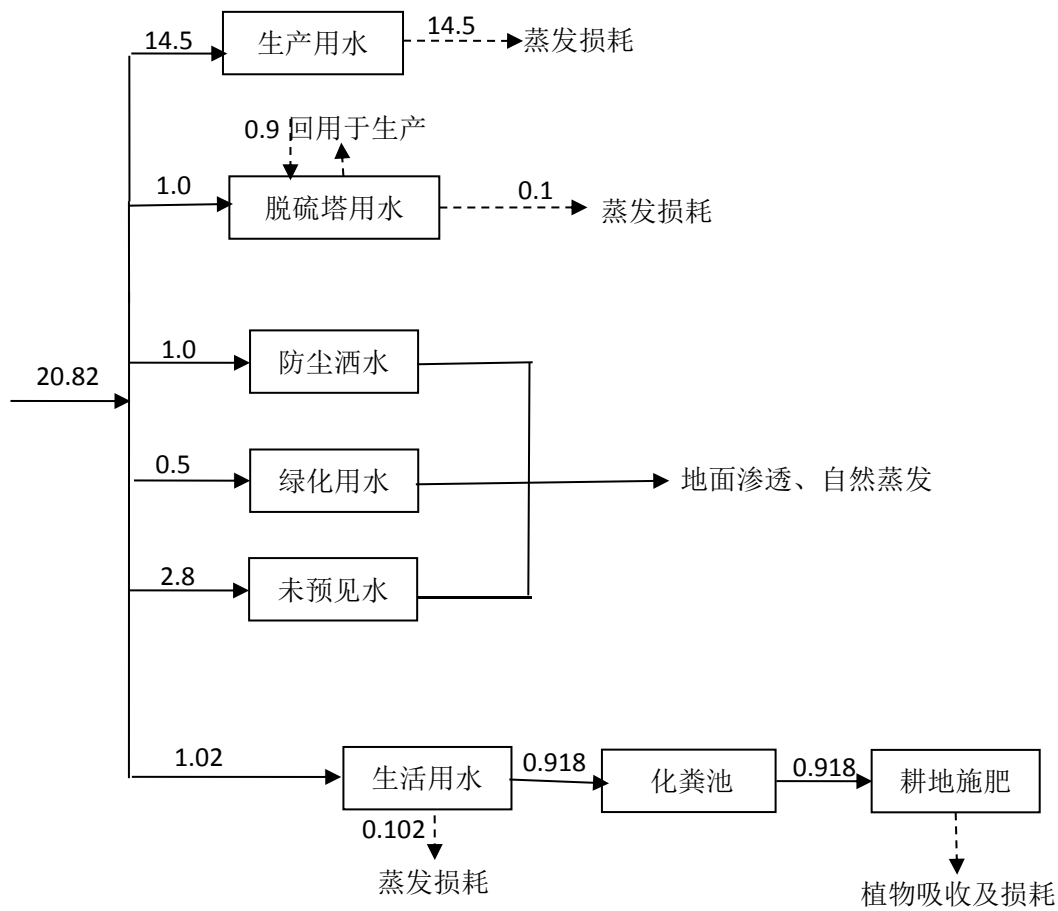 14.5
生产用水
14.5
蒸发损耗
0.9
回用于生产
1.0
脱硫塔用水
0.1
蒸发损耗
20.82
1.0
防尘洒水
0.5
绿化用水
地面渗透、自然蒸发
2.8
未预见水
1.02
生活用水
0.918
化粪池
0.918
耕地施肥
0.102
蒸发损耗
植物吸收及损耗